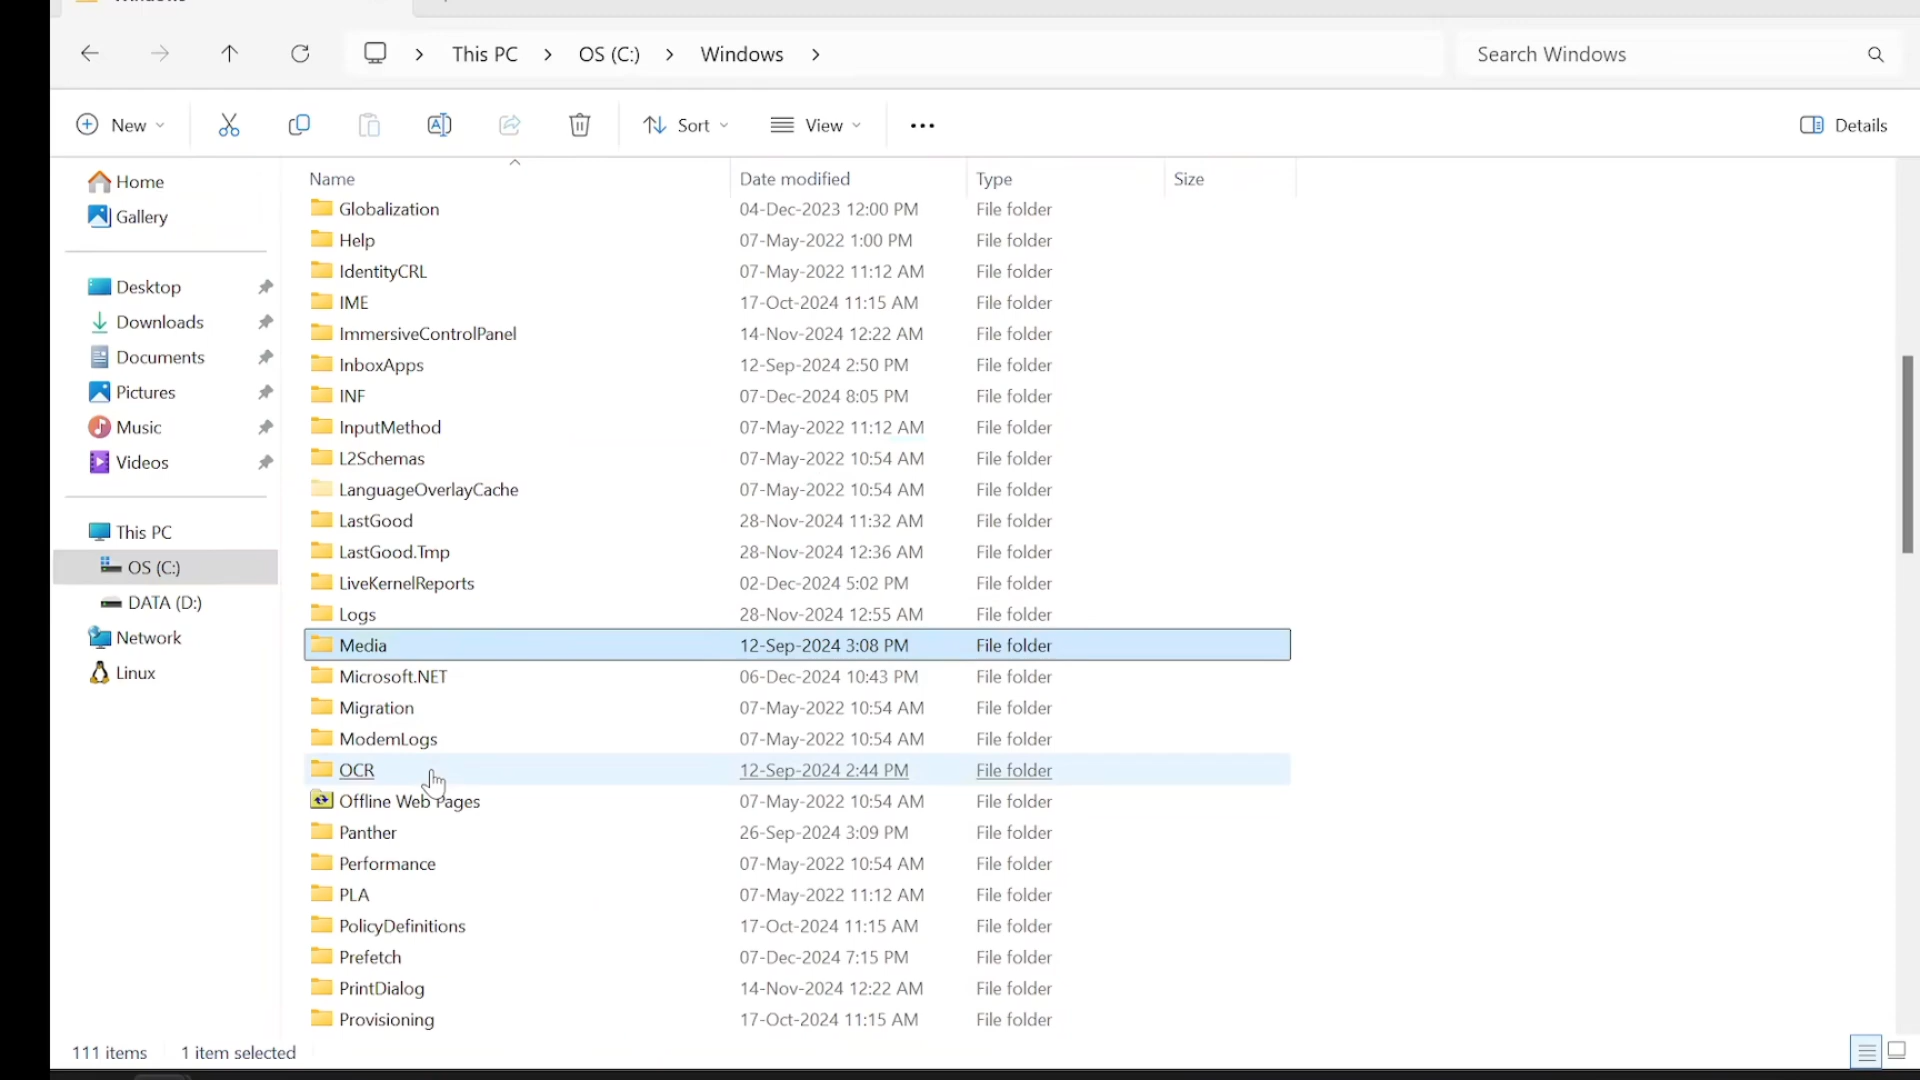 Windows
This PC OS (C:) Windows Search Windows
New Sort View Details
Name Date modified Type Size
Home
Gallery
Desktop
Downloads
Documents
Pictures
Music
Videos
This PC
OS (C:)
DATA (D:)
Network
Linux
Globalization 04-Dec-2023 12:00 PM File folder
Help 07-May-2022 1:00 PM File folder
IdentityCRL 07-May-2022 11:12 AM File folder
IME 17-Oct-2024 11:15 AM File folder
ImmersiveControlPanel 14-Nov-2024 12:22 AM File folder
InboxApps 12-Sep-2024 2:50 PM File folder
INF 07-Dec-2024 8:05 PM File folder
InputMethod 07-May-2022 11:12 AM File folder
L2Schemas 07-May-2022 10:54 AM File folder
LanguageOverlayCache 07-May-2022 10:54 AM File folder
LastGood 28-Nov-2024 11:32 AM File folder
LastGood.Tmp 28-Nov-2024 12:36 AM File folder
LiveKernelReports 02-Dec-2024 5:02 PM File folder
Logs 28-Nov-2024 12:55 AM File folder
Media 12-Sep-2024 3:08 PM File folder
Microsoft.NET 06-Dec-2024 10:43 PM File folder
Migration 07-May-2022 10:54 AM File folder
ModemLogs 07-May-2022 10:54 AM File folder
OCR 12-Sep-2024 2:44 PM File folder
Offline Web Pages 07-May-2022 10:54 AM File folder
Panther 26-Sep-2024 3:09 PM File folder
Performance 07-May-2022 10:54 AM File folder
PLA 07-May-2022 11:12 AM File folder
PolicyDefinitions 17-Oct-2024 11:15 AM File folder
Prefetch 07-Dec-2024 7:15 PM File folder
PrintDialog 14-Nov-2024 12:22 AM File folder
Provisioning 17-Oct-2024 11:15 AM File folder
111 items 1 item selected